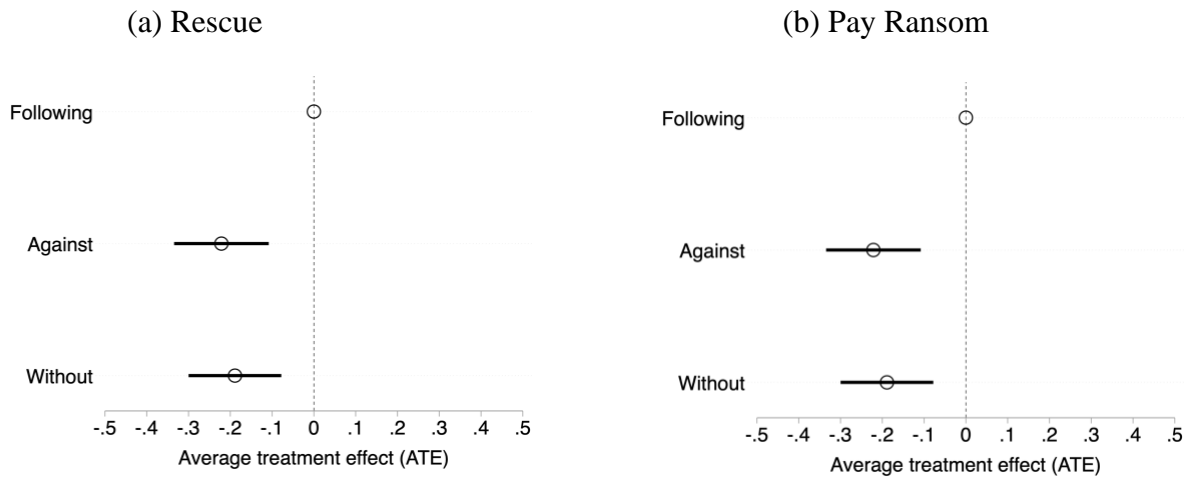 (a) Rescue
Following
Against
Without
-.5 -.4 -.3 -.2 -.1 0 .1 .2 .3 .4 .5
Average treatment effect (ATE)
(b) Pay Ransom
Following
Against
Without
-.5 -.4 -.3 -.2 -.1 0 .1 .2 .3 .4 .5
Average treatment effect (ATE)